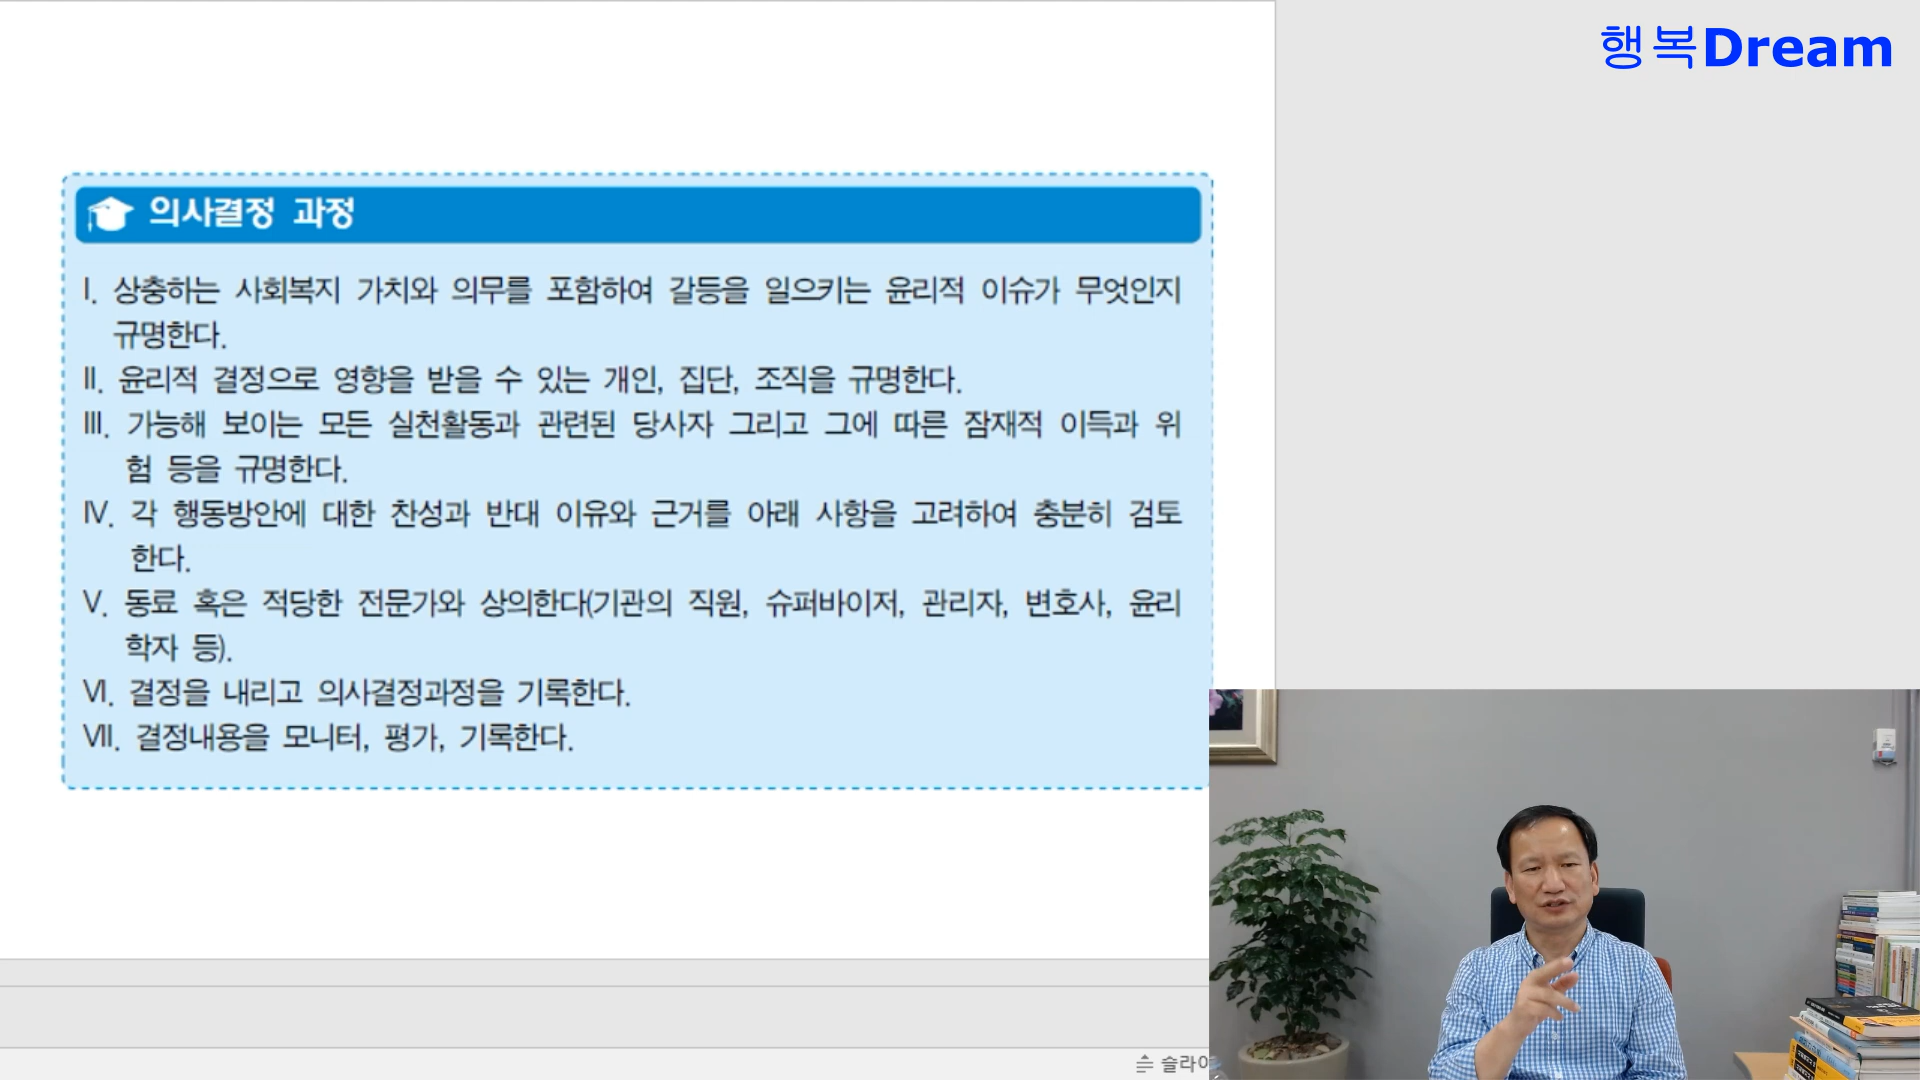 행복Dream
의사결정 과정
Ⅰ. 상충하는 사회복지 가치와 의무를 포함하여 갈등을 일으키는 윤리적 이슈가 무엇인지
규명한다.
Ⅱ. 윤리적 결정으로 영향을 받을 수 있는 개인, 집단, 조직을 규명한다.
Ⅲ. 가능해 보이는 모든 실천활동과 관련된 당사자 그리고 그에 따른 잠재적 이득과 위
험 등을 규명한다.
Ⅳ. 각 행동방안에 대한 찬성과 반대 이유와 근거를 아래 사항을 고려하여 충분히 검토
한다.
Ⅴ. 동료 혹은 적당한 전문가와 상의한다(기관의 직원, 슈퍼바이저, 관리자, 변호사, 윤리
학자 등).
Ⅵ. 결정을 내리고 의사결정과정을 기록한다.
Ⅶ. 결정내용을 모니터, 평가, 기록한다.
슬라이